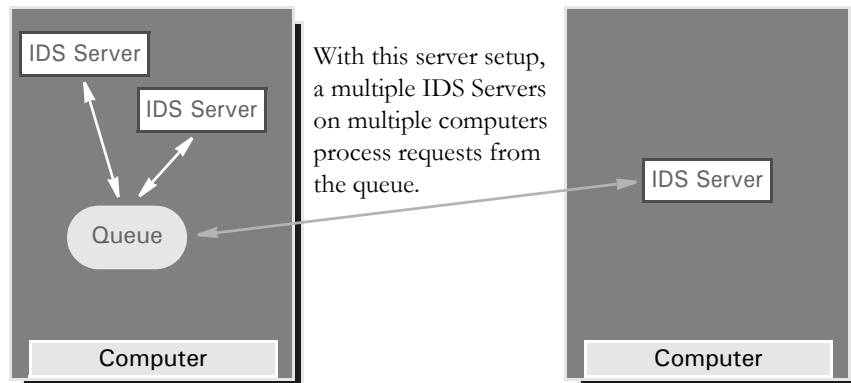 IDS Server
IDS Server
Queue
Computer
With this server setup,
a multiple IDS Servers
on multiple computers
process requests from
the queue.
IDS Server
Computer